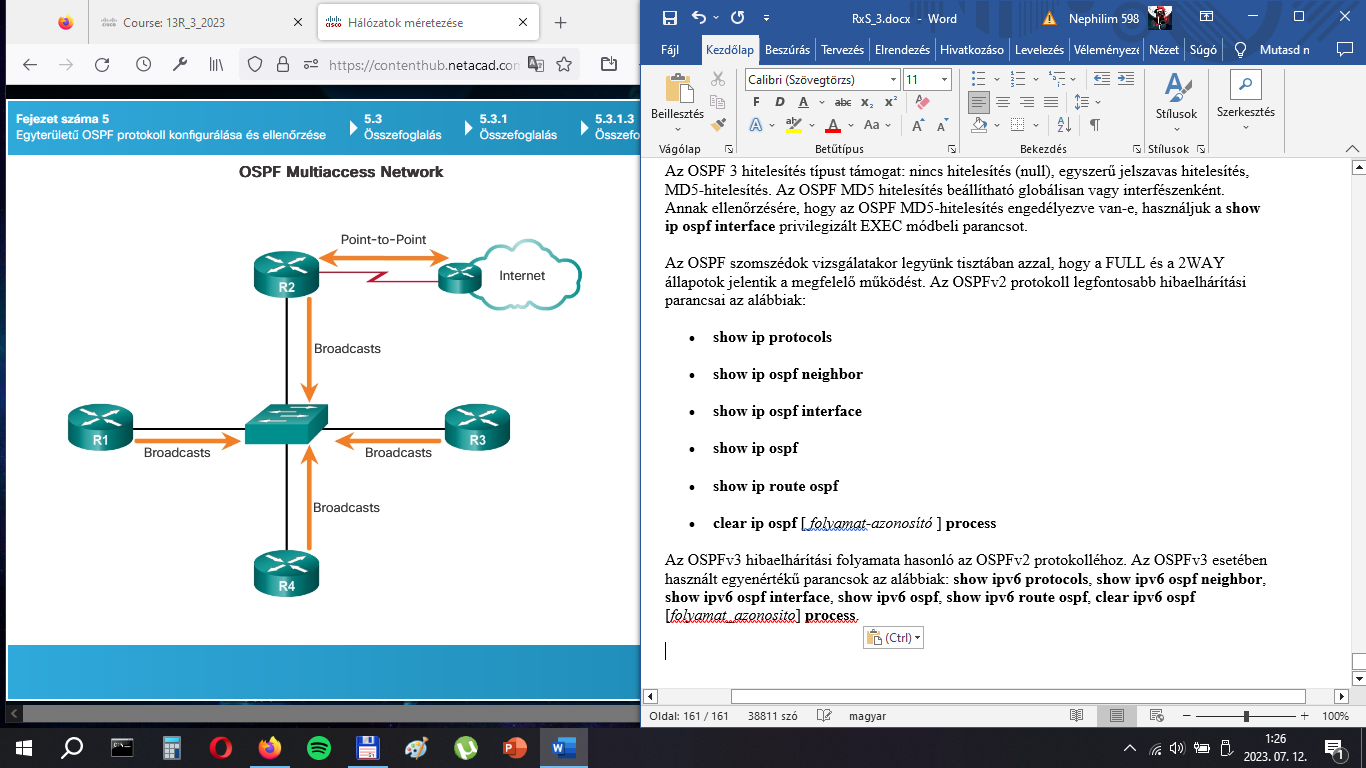 Course: 13R_3_2023
Hálózatok méretezése
https://contenthub.netacad.com
Fejezet száma 5
Egyterületű OSPF protokoll konfigurálása és ellenőrzése
5.3
Összefoglalás
5.3.1
Összefoglalás
5.3.1.3
Összefo
OSPF Multiaccess Network
Point-to-Point
Internet
R2
Broadcasts
R1
Broadcasts
R3
Broadcasts
Broadcasts
R4
RxS_3.docx - Word
Nephilim 598
Fájl
Kezdőlap
Beszúrás
Tervezés
Elrendezés
Hivatkozáso
Levelezés
Véleményezé
Nézet
Súgó
Mutasd n
Beillesztés
Calibri (Szövegtörzs)
11
F D A abc x₂ x²
A ab A Aa A A
Stílusok
Szerkesztés
Vágólap
Betűtípus
Bekezdés
Stílusok
Az OSPF 3 hitelesítés típust támogat: nincs hitelesítés (null), egyszerű jelszavas hitelesítés,
MD5-hitelesítés. Az OSPF MD5 hitelesítés beállítható globálisan vagy interfészenként.
Annak ellenőrzésére, hogy az OSPF MD5-hitelesítés engedélyezve van-e, használjuk a show
ip ospf interface privilegizált EXEC módbeli parancsot.
Az OSPF szomszédok vizsgálatakor legyünk tisztában azzal, hogy a FULL és a 2WAY
állapotok jelentik a megfelelő működést. Az OSPFv2 protokoll legfontosabb hibaelhárítási
parancsai az alábbiak:
• show ip protocols
• show ip ospf neighbor
• show ip ospf interface
• show ip ospf
• show ip route ospf
• clear ip ospf [ folyamat-azonosító ] process
Az OSPFv3 hibaelhárítási folyamata hasonló az OSPFv2 protokolléhoz. Az OSPFv3 esetében
használt egyenértékű parancsok az alábbiak: show ipv6 protocols, show ipv6 ospf neighbor,
show ipv6 ospf interface, show ipv6 ospf, show ipv6 route ospf, clear ipv6 ospf
[folyamat_azonosito] process.
(Ctrl)
Oldal: 161 / 161
38811 szó
magyar
100%
1:26
2023. 07. 12.
1